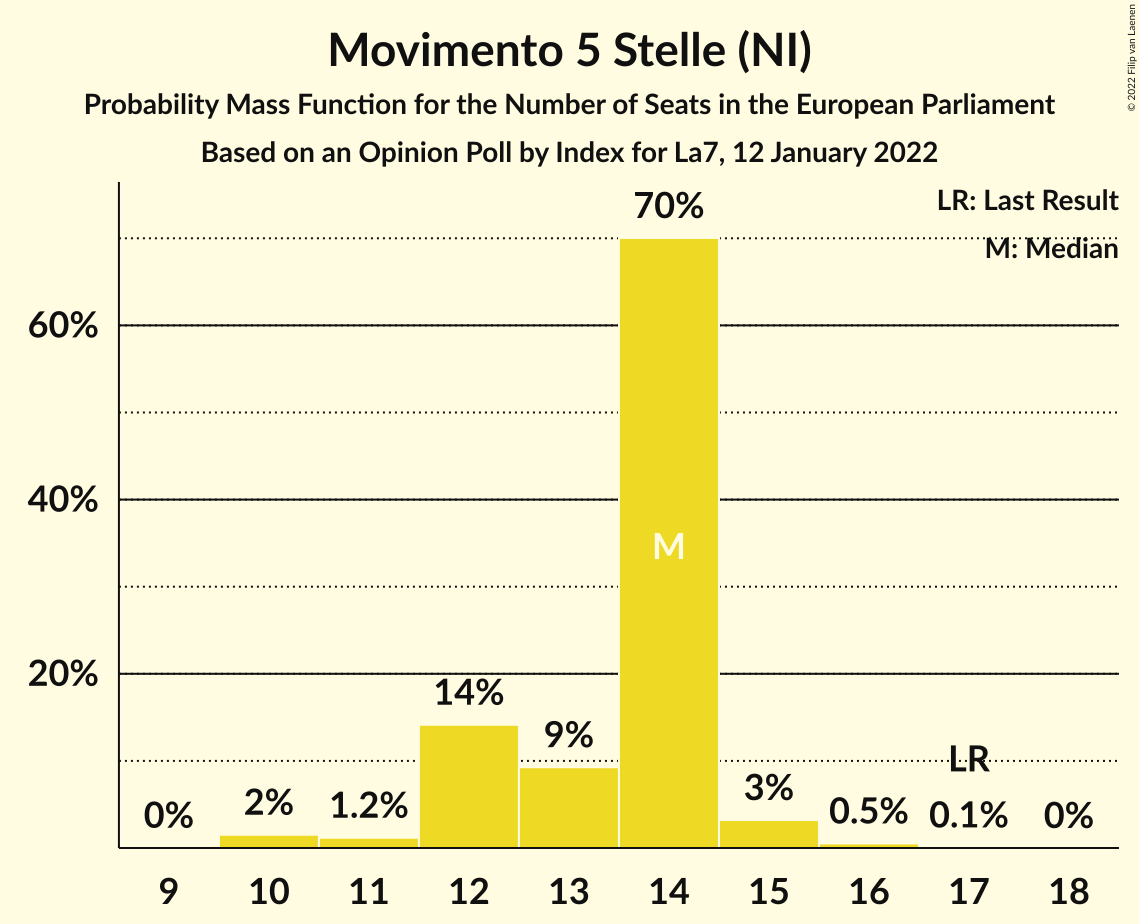 Movimento 5 Stelle (NI)
Probability Mass Function for the Number of Seats in the European Parliament
Based on an Opinion Poll by Index for La7, 12 January 2022
© 2022 Filip van Laenen
LR: Last Result
M: Median
70%
60%
40%
20%
M
14%
9%
LR
0%
2%
1.2%
3%
0.5%
0.1%
0%
9 10 11 12 13 14 15 16 17 18